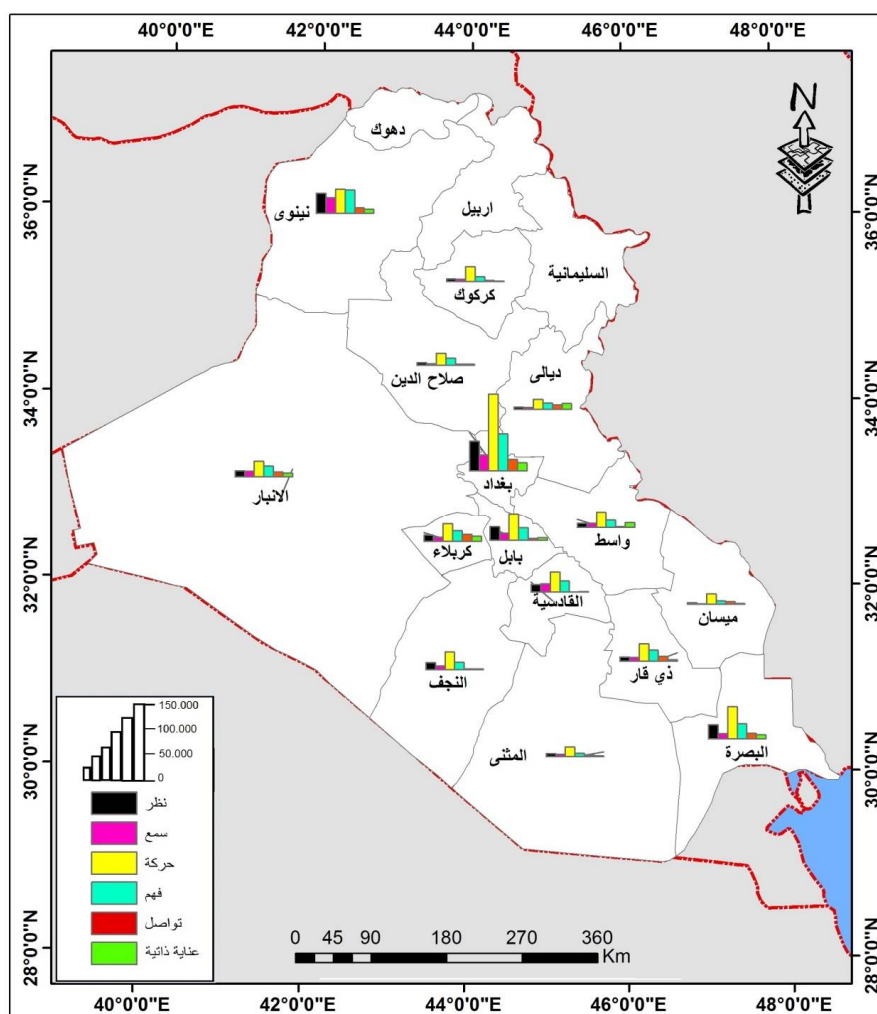 40°0'0"E 42°0'0"E 44°0'0"E 46°0'0"E 48°0'0"E
N
دهوك
36°0'0"N
36°0'0"N
نينوى
اربيل
السليمانية
كركوك
ديالى
صلاح الدين
34°0'0"N
34°0'0"N
بغداد
الانبار
واسط
كربلاء
بابل
32°0'0"N
32°0'0"N
القادسية
ميسان
ذي قار
النجف
البصرة
المثنى
30°0'0"N
30°0'0"N
150.000
100.000
50.000
0
نظر
سمع
حركة
فهم
تواصل
عناية ذاتية
28°0'0"N
28°0'0"N
0 45 90 180 270 360
Km
40°0'0"E 42°0'0"E 44°0'0"E 46°0'0"E 48°0'0"E